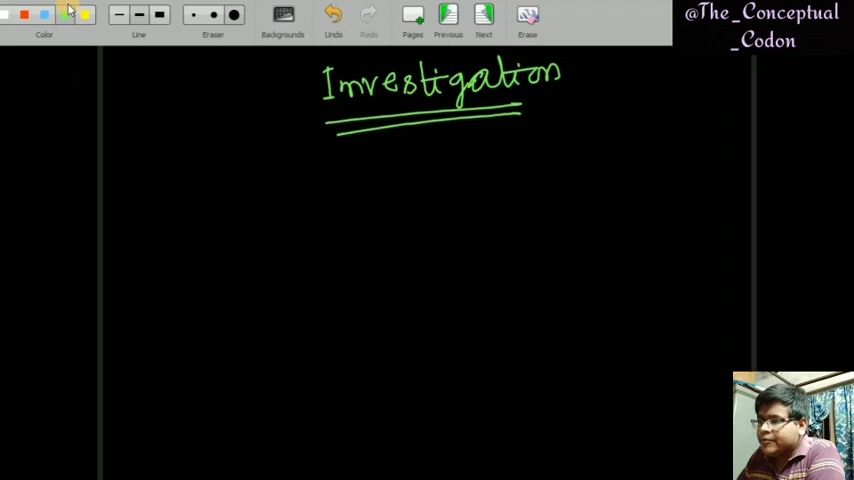 @The_Conceptual
_Codon
Color
Line
Eraser
Backgrounds
Undo
Redo
Pages
Previous
Next
Erase
Investigation